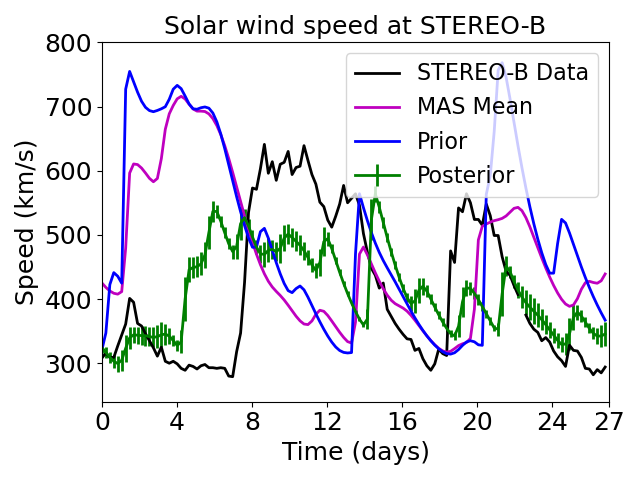 Solar wind speed at STEREO-B
800
700
600
500
400
300
Speed (km/s)
STEREO-B Data
MAS Mean
Prior
Posterior
0 4 8 12 16 20 24 27
Time (days)